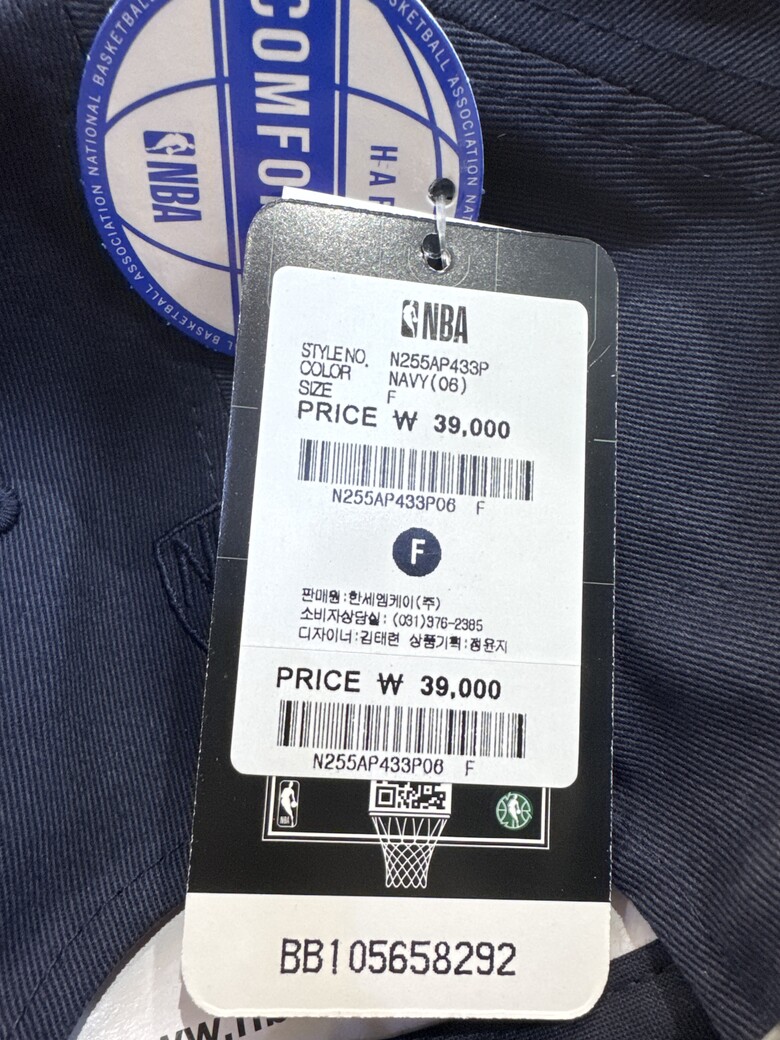 NATIONAL BASKETBALL ASSOCIATION
COMFO
NBA
NBA
STYLE NO. N255AP433P
COLOR NAVY(06)
SIZE F
PRICE ₩ 39,000
N255AP433P06 F
F
판매원:한세엠케이(주)
소비자상담실: (031)976-2385
디자이너:김태련 상품기획:정윤지
PRICE ₩ 39,000
N255AP433P06 F
NBA
BB105658292